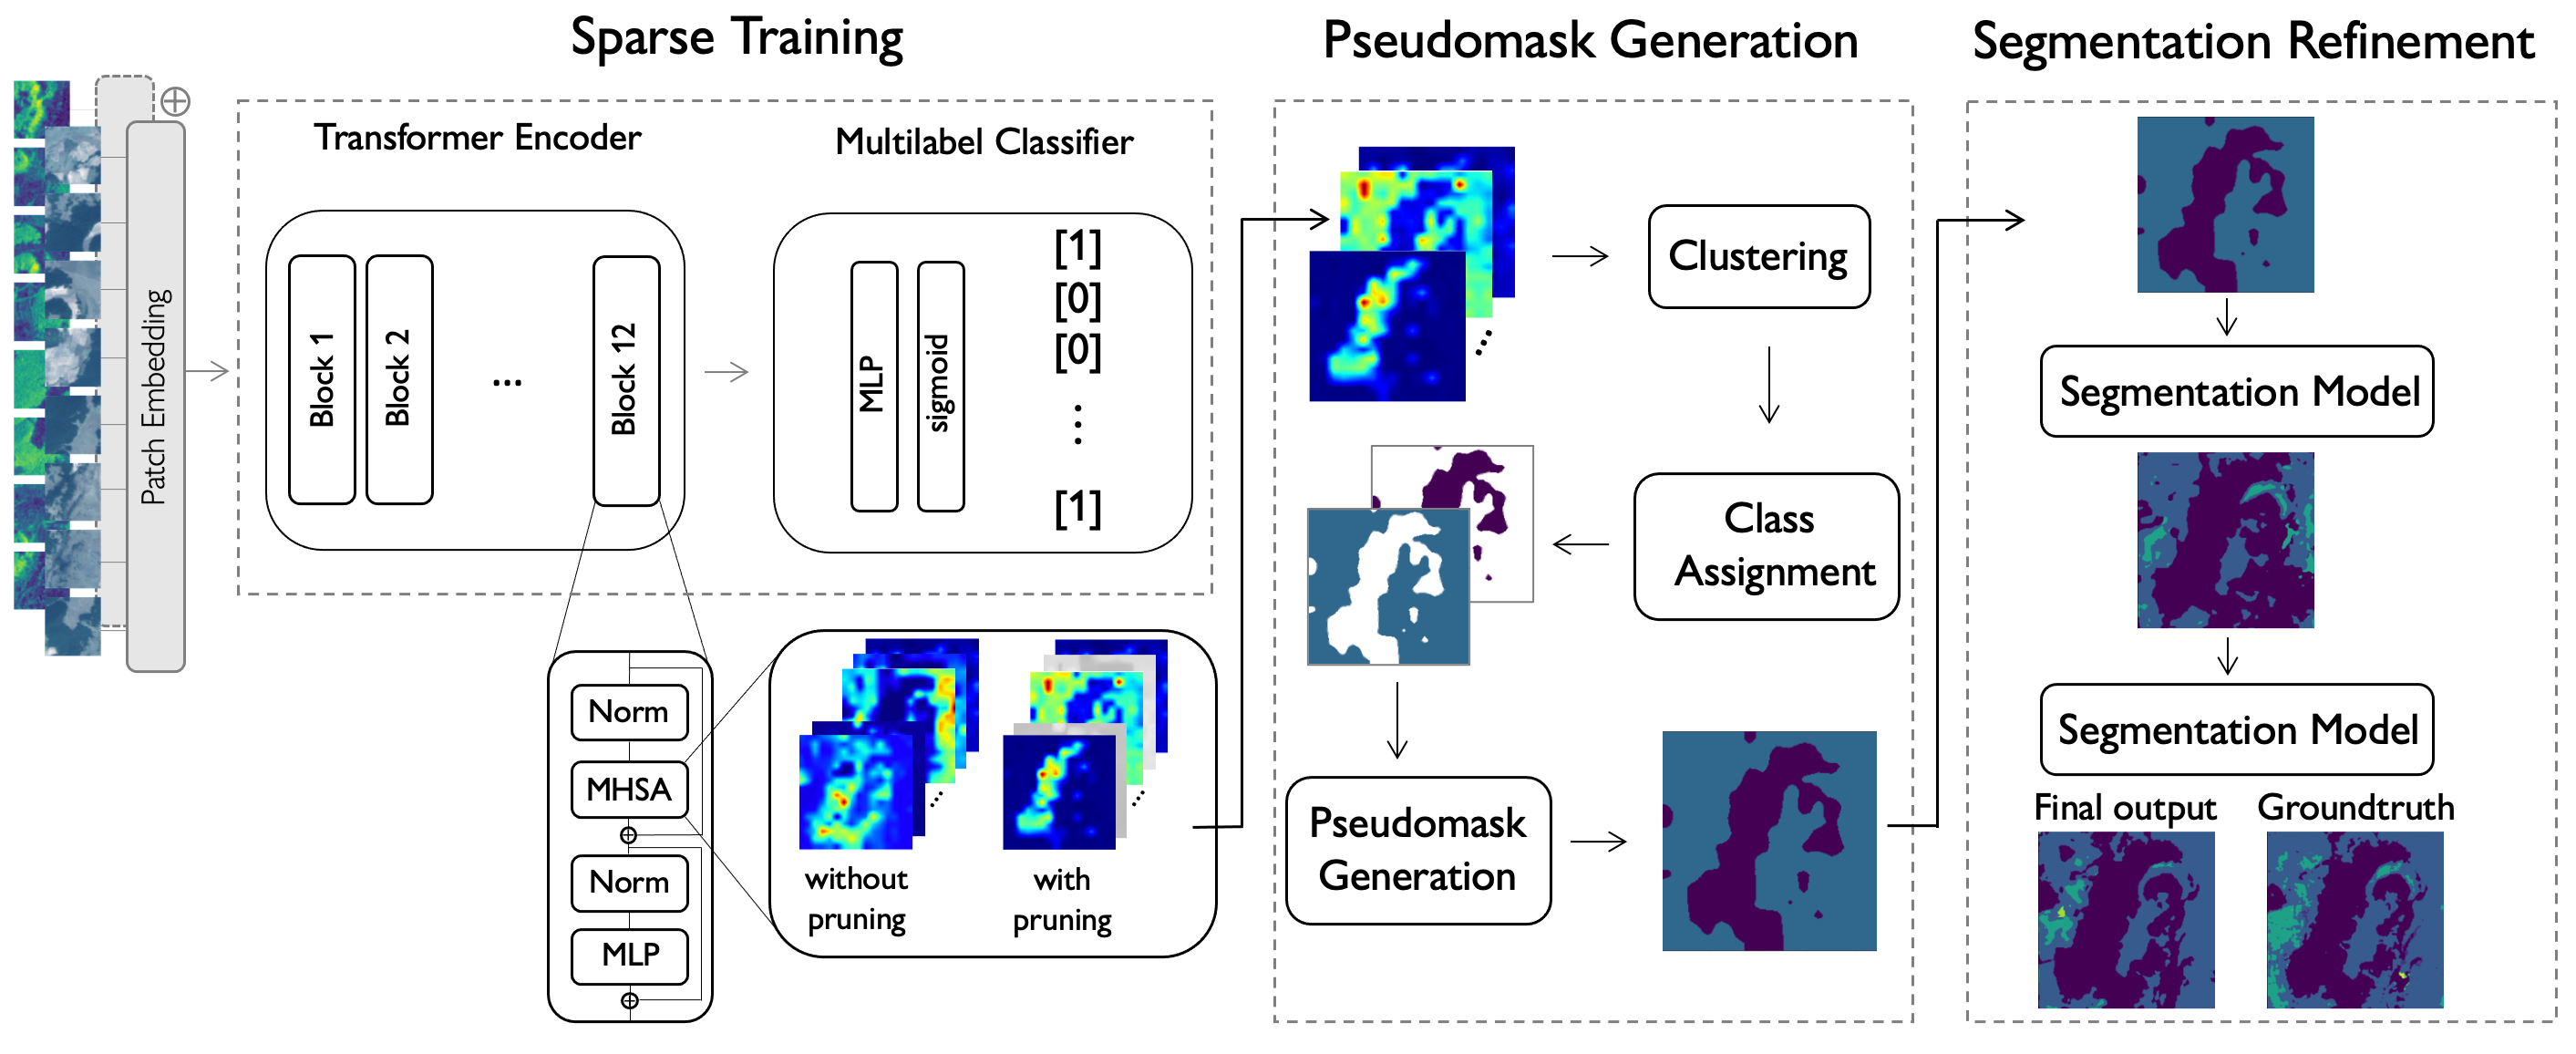 Sparse Training
Pseudomask Generation
Segmentation Refinement
Patch Embedding
Transformer Encoder
Block 1
Block 2
...
Block 12
Multilabel Classifier
MLP
sigmoid
[1]
[0]
[0]
⋮
[1]
Norm
MHSA
Norm
MLP
without
pruning
with
pruning
Clustering
Class
Assignment
Pseudomask
Generation
Segmentation Model
Segmentation Model
Final output
Groundtruth